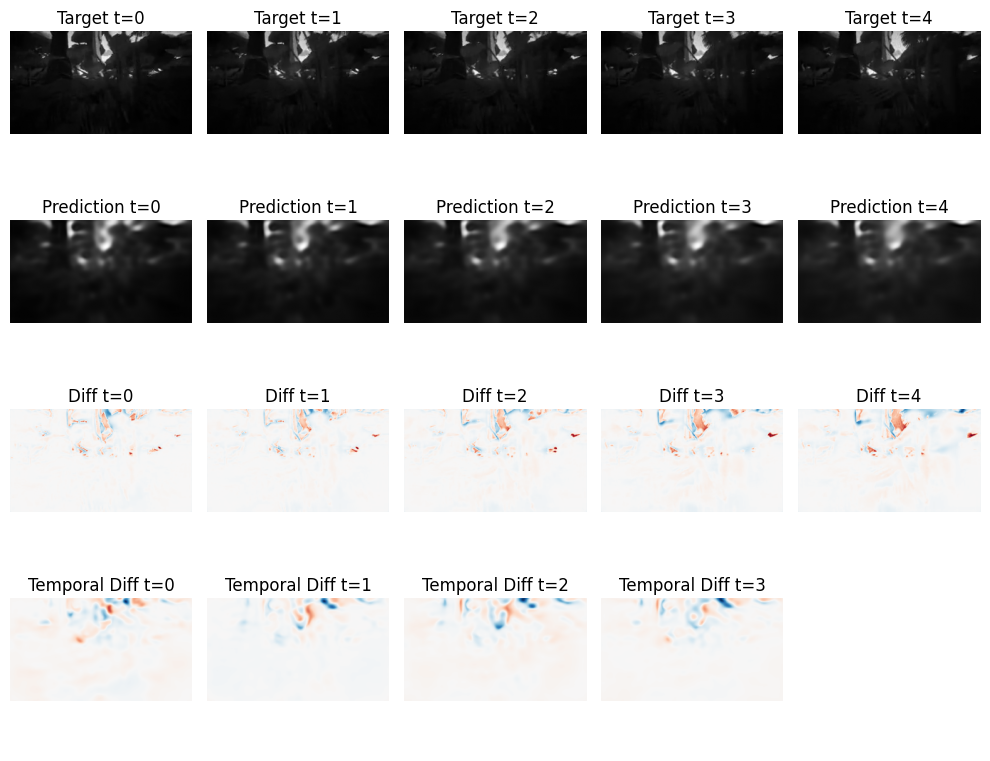 Target t=0 Target t=1 Target t=2 Target t=3 Target t=4
Prediction t=0 Prediction t=1 Prediction t=2 Prediction t=3 Prediction t=4
Diff t=0 Diff t=1 Diff t=2 Diff t=3 Diff t=4
Temporal Diff t=0 Temporal Diff t=1 Temporal Diff t=2 Temporal Diff t=3